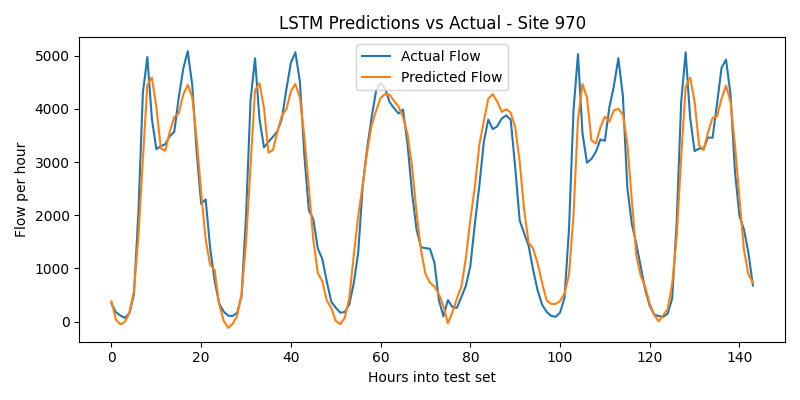 LSTM Predictions vs Actual - Site 970
Actual Flow
Predicted Flow
Flow per hour
5000
4000
3000
2000
1000
0
0 20 40 60 80 100 120 140
Hours into test set